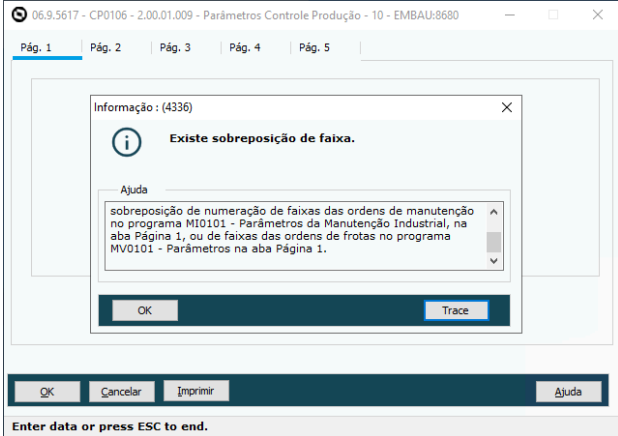 06.9.5617 - CP0106 - 2.00.01.009 - Parâmetros Controle Produção - 10 - EMBAU:8680
Pág. 1 Pág. 2 Pág. 3 Pág. 4 Pág. 5
Informação : (4336)
Existe sobreposição de faixa.
Ajuda
sobreposição de numeração de faixas das ordens de manutenção
no programa MI0101 - Parâmetros da Manutenção Industrial, na
aba Página 1, ou de faixas das ordens de frotas no programa
MV0101 - Parâmetros na aba Página 1.
OK Trace
OK Cancelar Imprimir Ajuda
Enter data or press ESC to end.